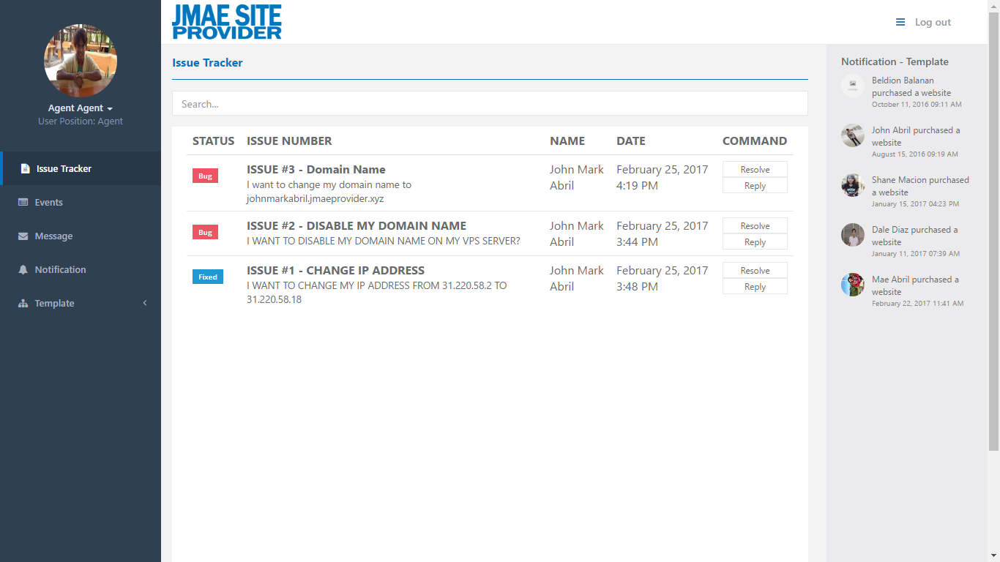 JMAE SITE
PROVIDER
Log out
Agent Agent
User Position: Agent
Issue Tracker
Events
Message
Notification
Template
Issue Tracker
Search...
STATUS ISSUE NUMBER NAME DATE COMMAND
Bug
ISSUE #3 - Domain Name
I want to change my domain name to
johnmarkabril.jmaeprovider.xyz
John Mark
Abril
February 25, 2017
4:19 PM
Resolve
Reply
Bug
ISSUE #2 - DISABLE MY DOMAIN NAME
I WANT TO DISABLE MY DOMAIN NAME ON MY VPS SERVER?
John Mark
Abril
February 25, 2017
3:44 PM
Resolve
Reply
Fixed
ISSUE #1 - CHANGE IP ADDRESS
I WANT TO CHANGE MY IP ADDRESS FROM 31.220.58.2 TO
31.220.58.18
John Mark
Abril
February 25, 2017
3:48 PM
Resolve
Reply
Notification - Template
Beldion Balanan
purchased a website
October 11, 2016 09:11 AM
John Abril purchased a
website
August 15, 2016 09:19 AM
Shane Macion purchased
a website
January 15, 2017 04:23 PM
Dale Diaz purchased a
website
January 11, 2017 07:39 AM
Mae Abril purchased a
website
February 22, 2017 11:41 AM